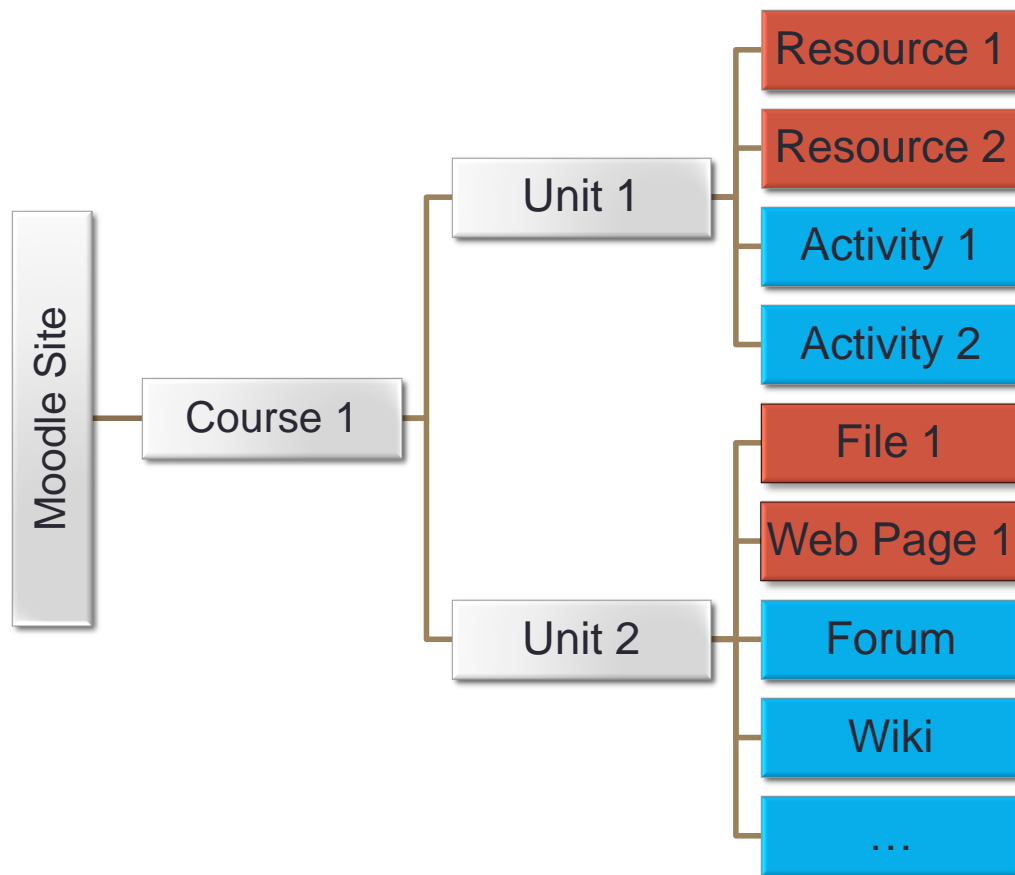 Moodle Site
Course 1
Unit 1
Resource 1
Resource 2
Activity 1
Activity 2
Unit 2
File 1
Web Page 1
Forum
Wiki
…